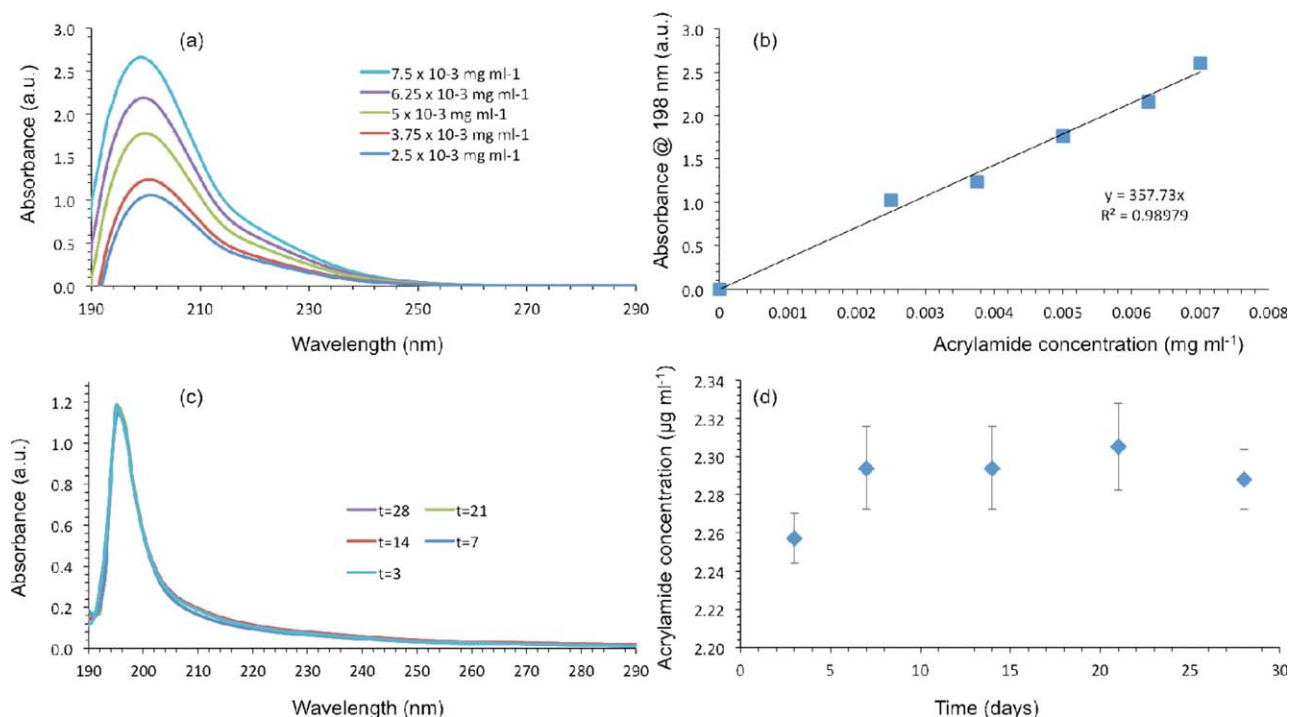 (a)
Absorbance (a.u.)
3.0
2.5
2.0
1.5
1.0
0.5
0.0
7.5 x 10-3 mg ml-1
6.25 x 10-3 mg ml-1
5 x 10-3 mg ml-1
3.75 x 10-3 mg ml-1
2.5 x 10-3 mg ml-1
190 210 230 250 270 290
Wavelength (nm)
(b)
Absorbance @ 198 nm (a.u.)
3.0
2.5
2.0
1.5
1.0
0.5
0.0
y = 357.73x
R² = 0.98979
0 0.001 0.002 0.003 0.004 0.005 0.006 0.007 0.008
Acrylamide concentration (mg ml-1)
(c)
Absorbance (a.u.)
1.2
1.0
0.8
0.6
0.4
0.2
0.0
t=28 t=21
t=14 t=7
t=3
190 200 210 220 230 240 250 260 270 280 290
Wavelength (nm)
(d)
Acrylamide concentration (µg ml-1)
2.34
2.32
2.30
2.28
2.26
2.24
2.22
2.20
0 5 10 15 20 25 30
Time (days)